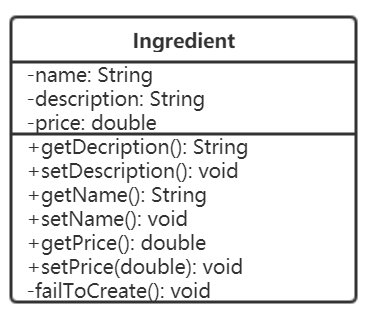 Ingredient
-name: String
-description: String
-price: double
+getDecription(): String
+setDescription(): void
+getName(): String
+setName(): void
+getPrice(): double
+setPrice(double): void
-failToCreate(): void